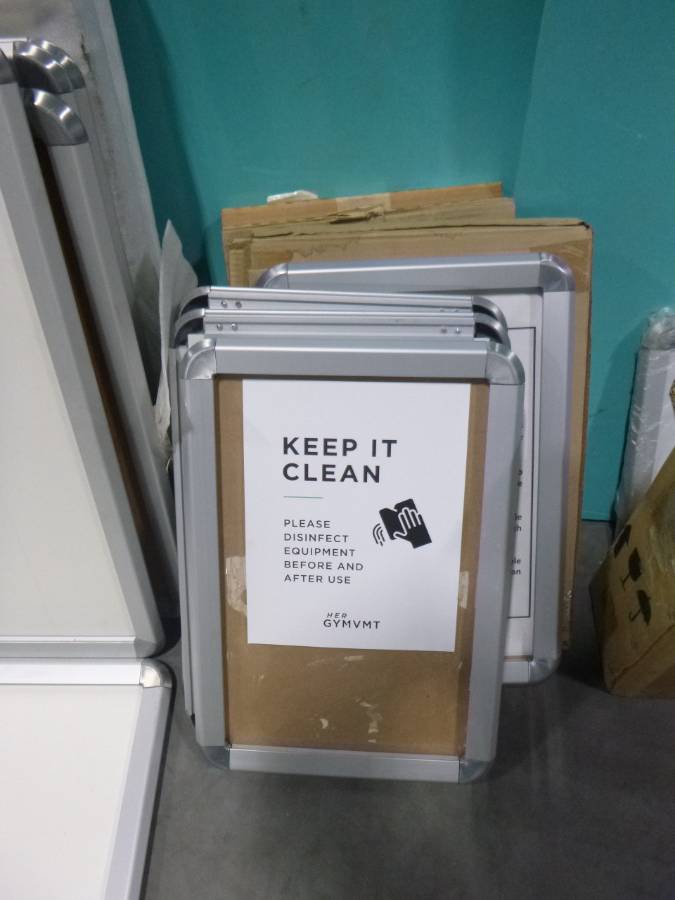 KEEP IT
CLEAN
PLEASE
DISINFECT
EQUIPMENT
BEFORE AND
AFTER USE
HER
GYMVMT